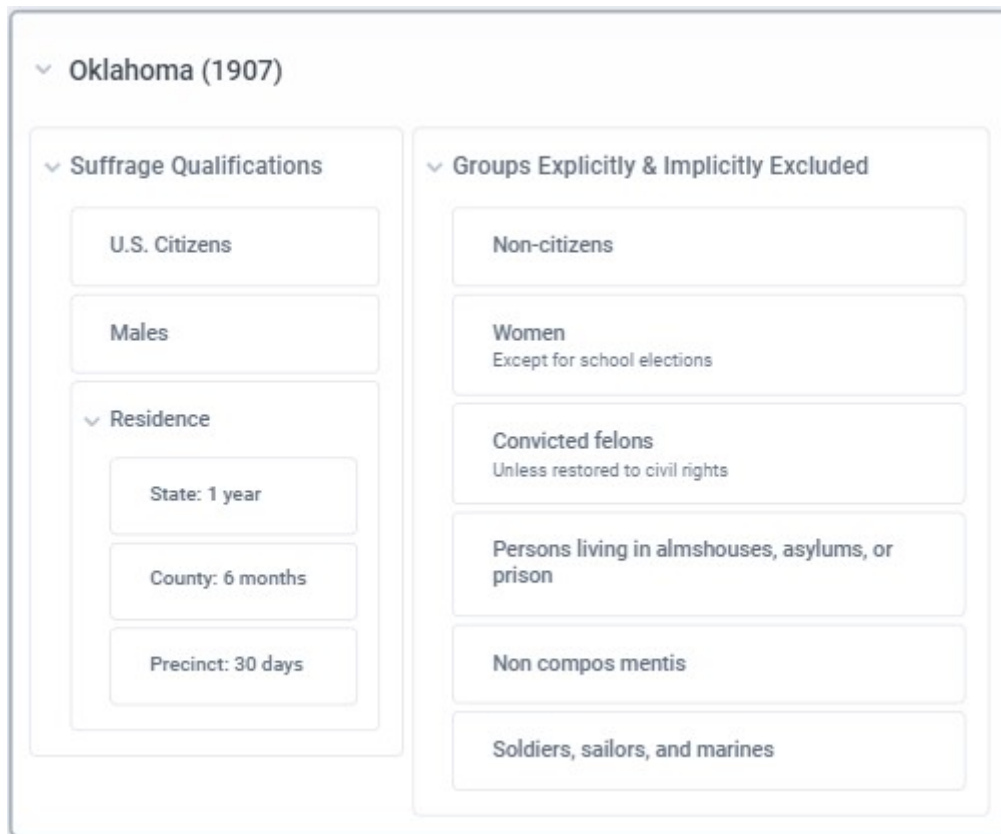 Oklahoma (1907)
Suffrage Qualifications
U.S. Citizens
Males
Residence
State: 1 year
County: 6 months
Precinct: 30 days
Groups Explicitly & Implicitly Excluded
Non-citizens
Women
Except for school elections
Convicted felons
Unless restored to civil rights
Persons living in almshouses, asylums, or
prison
Non compos mentis
Soldiers, sailors, and marines